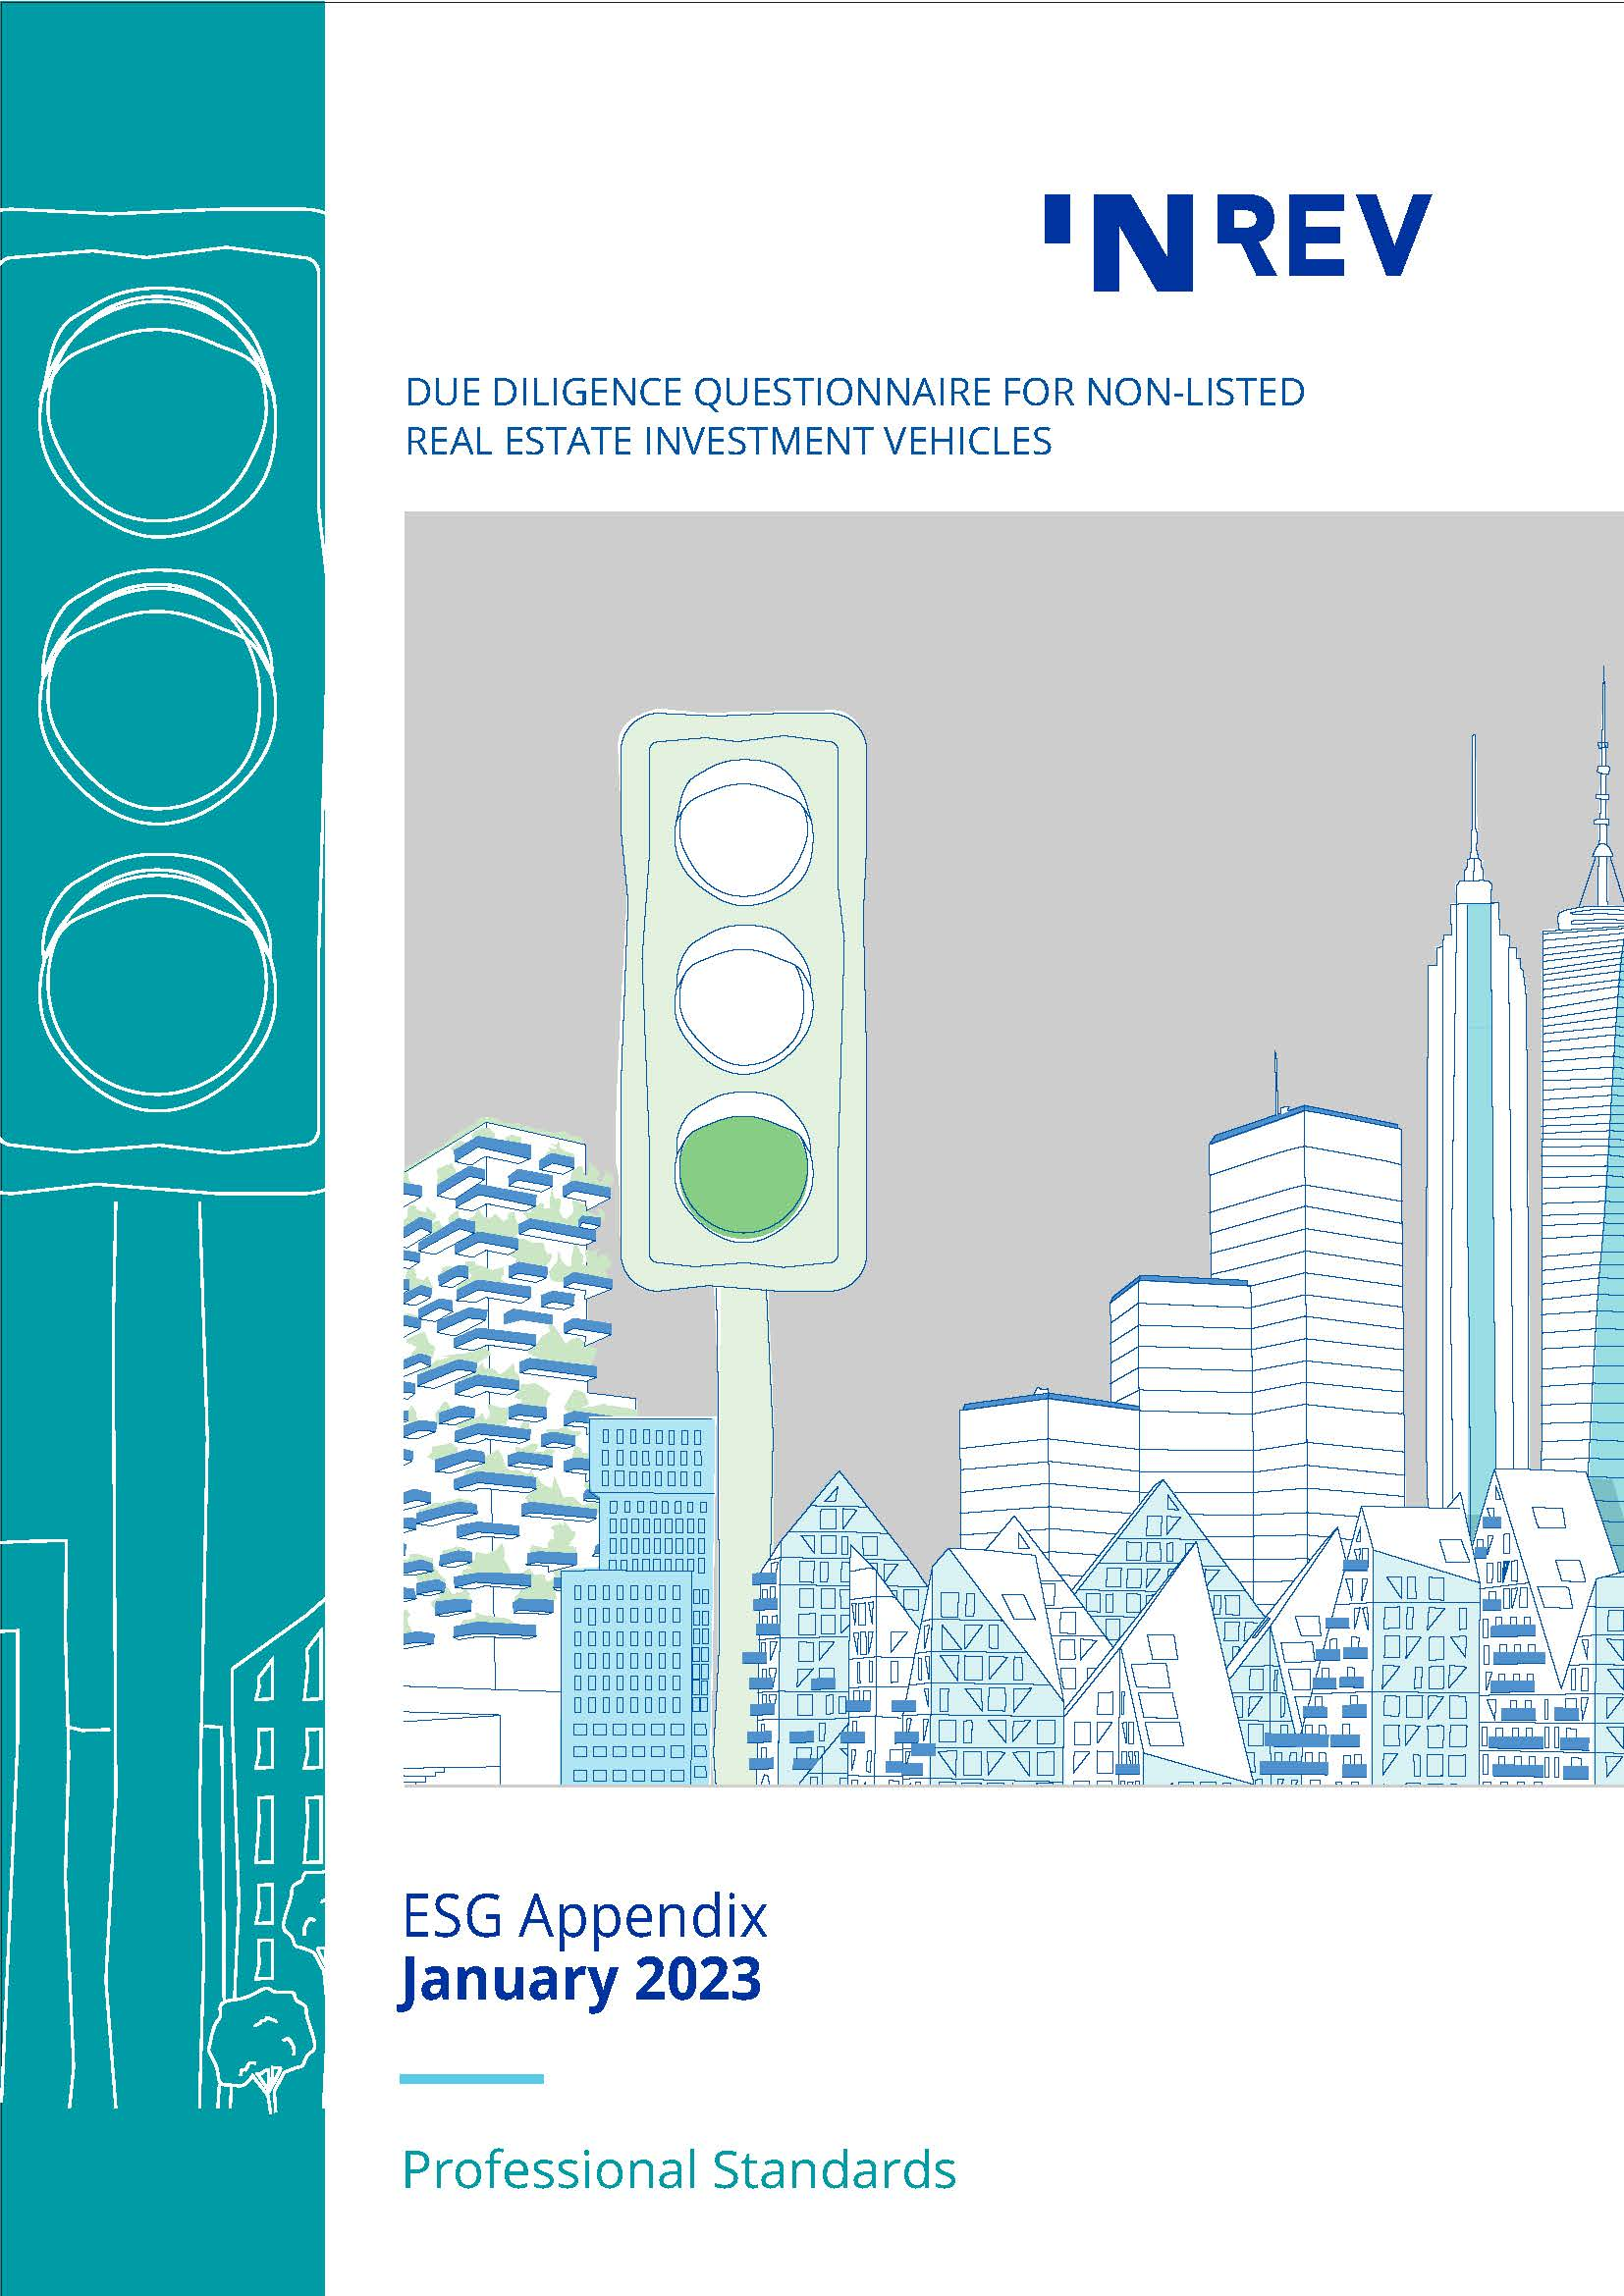 INREV
DUE DILIGENCE QUESTIONNAIRE FOR NON-LISTED
REAL ESTATE INVESTMENT VEHICLES
ESG Appendix
January 2023
Professional Standards